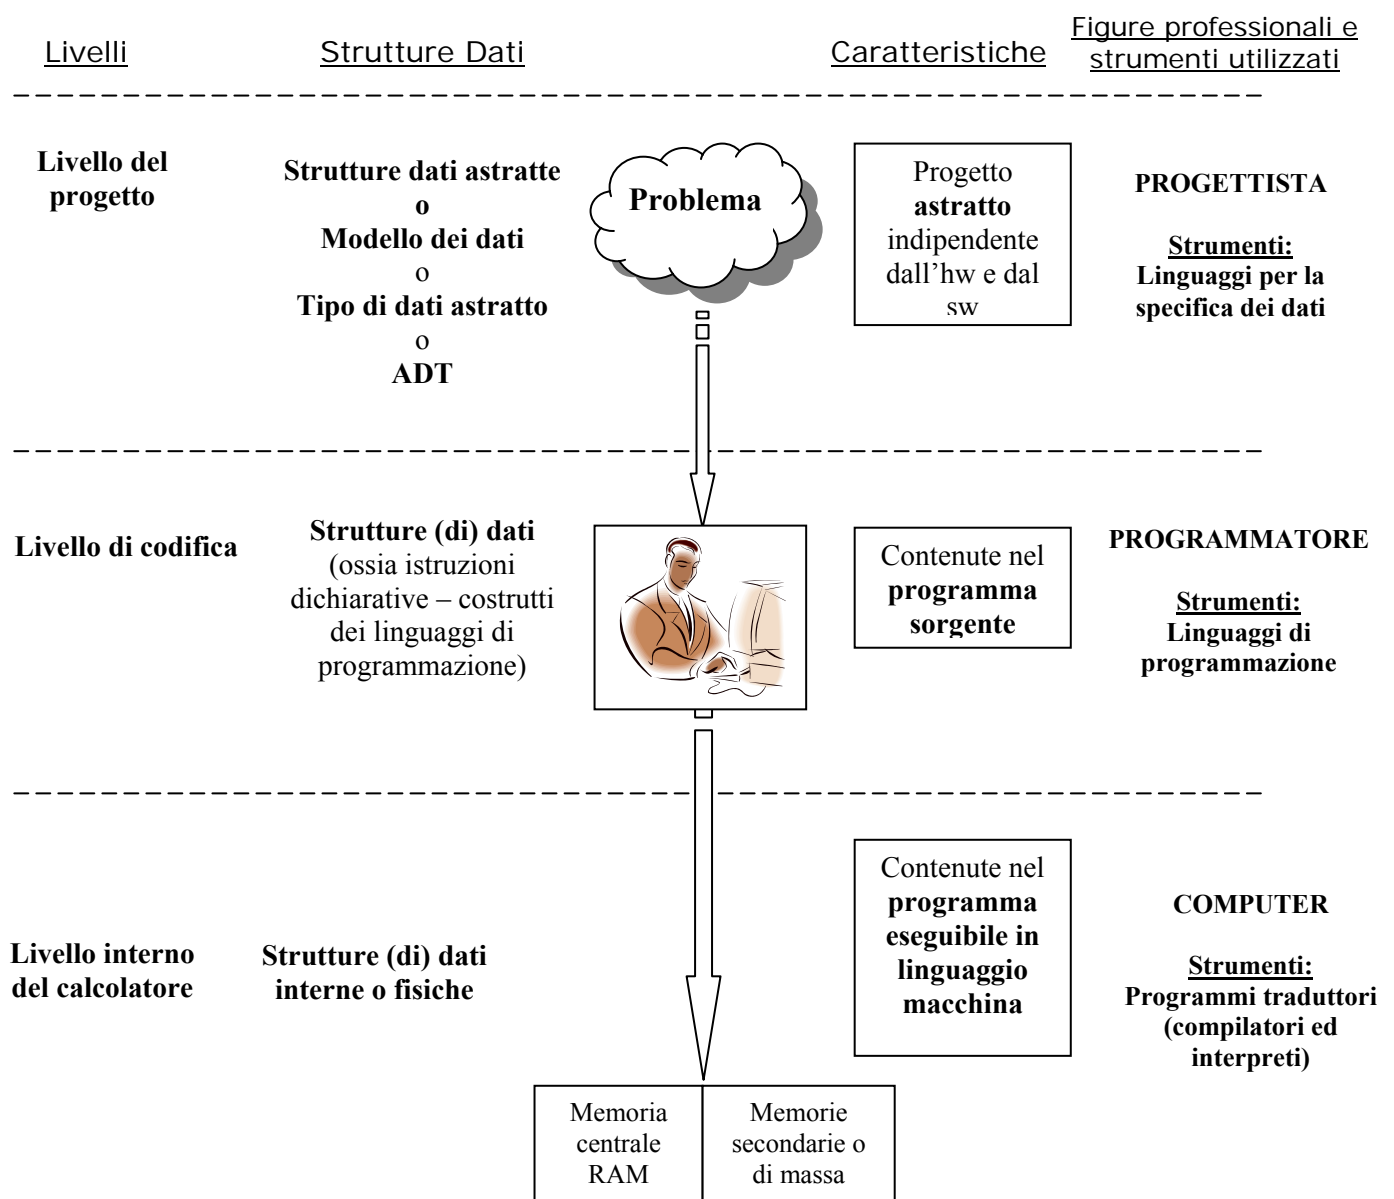 Livelli
Strutture Dati
Caratteristiche
Figure professionali e
strumenti utilizzati
Livello del
progetto
Strutture dati astratte
o
Modello dei dati
o
Tipo di dati astratto
o
ADT
Problema
Progetto
astratto
indipendente
dall’hw e dal
sw
PROGETTISTA
Strumenti:
Linguaggi per la
specifica dei dati
Livello di codifica
Strutture (di) dati
(ossia istruzioni
dichiarative – costrutti
dei linguaggi di
programmazione)
Contenute nel
programma
sorgente
PROGRAMMATORE
Strumenti:
Linguaggi di
programmazione
Livello interno
del calcolatore
Strutture (di) dati
interne o fisiche
Contenute nel
programma
eseguibile in
linguaggio
macchina
COMPUTER
Strumenti:
Programmi traduttori
(compilatori ed
interpreti)
Memoria
centrale
RAM
Memorie
secondarie o
di massa